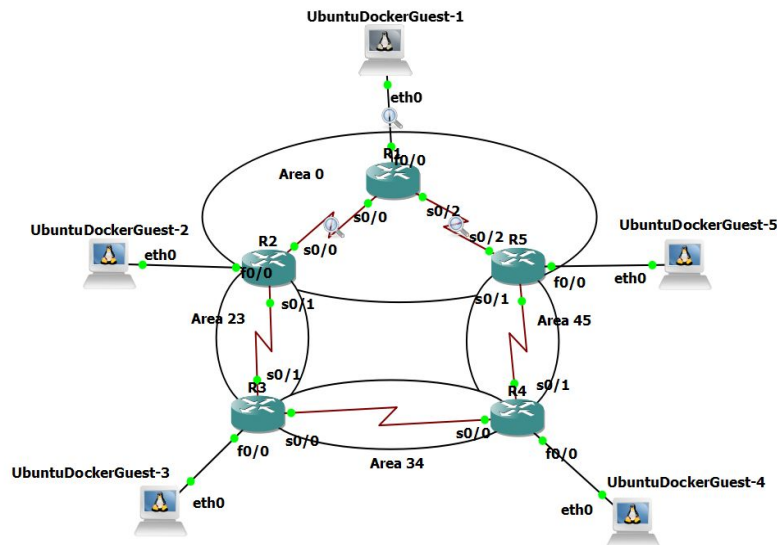 UbuntuDockerGuest-1
eth0
R1
f0/0
Area 0
s0/0
s0/2
UbuntuDockerGuest-2
eth0
R2
s0/0
f0/0
s0/2
R5
UbuntuDockerGuest-5
eth0
f0/0
s0/1
Area 23
s0/1
Area 45
s0/1
R3
s0/1
R4
s0/0
s0/0
f0/0
f0/0
Area 34
UbuntuDockerGuest-3
eth0
UbuntuDockerGuest-4
eth0